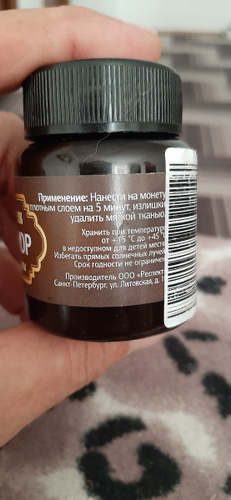 Применение: Нанести на монету
плотным слоем на 5 минут, излишки
удалить мягкой тканью.
Хранить при температуре
от +15 °С до +45 °
в недоступном для детей месте
Избегать прямых солнечных лучей
Срок годности не ограничен
Производитель ООО «Респект
Санкт-Петербург, ул. Литовская, д. 1